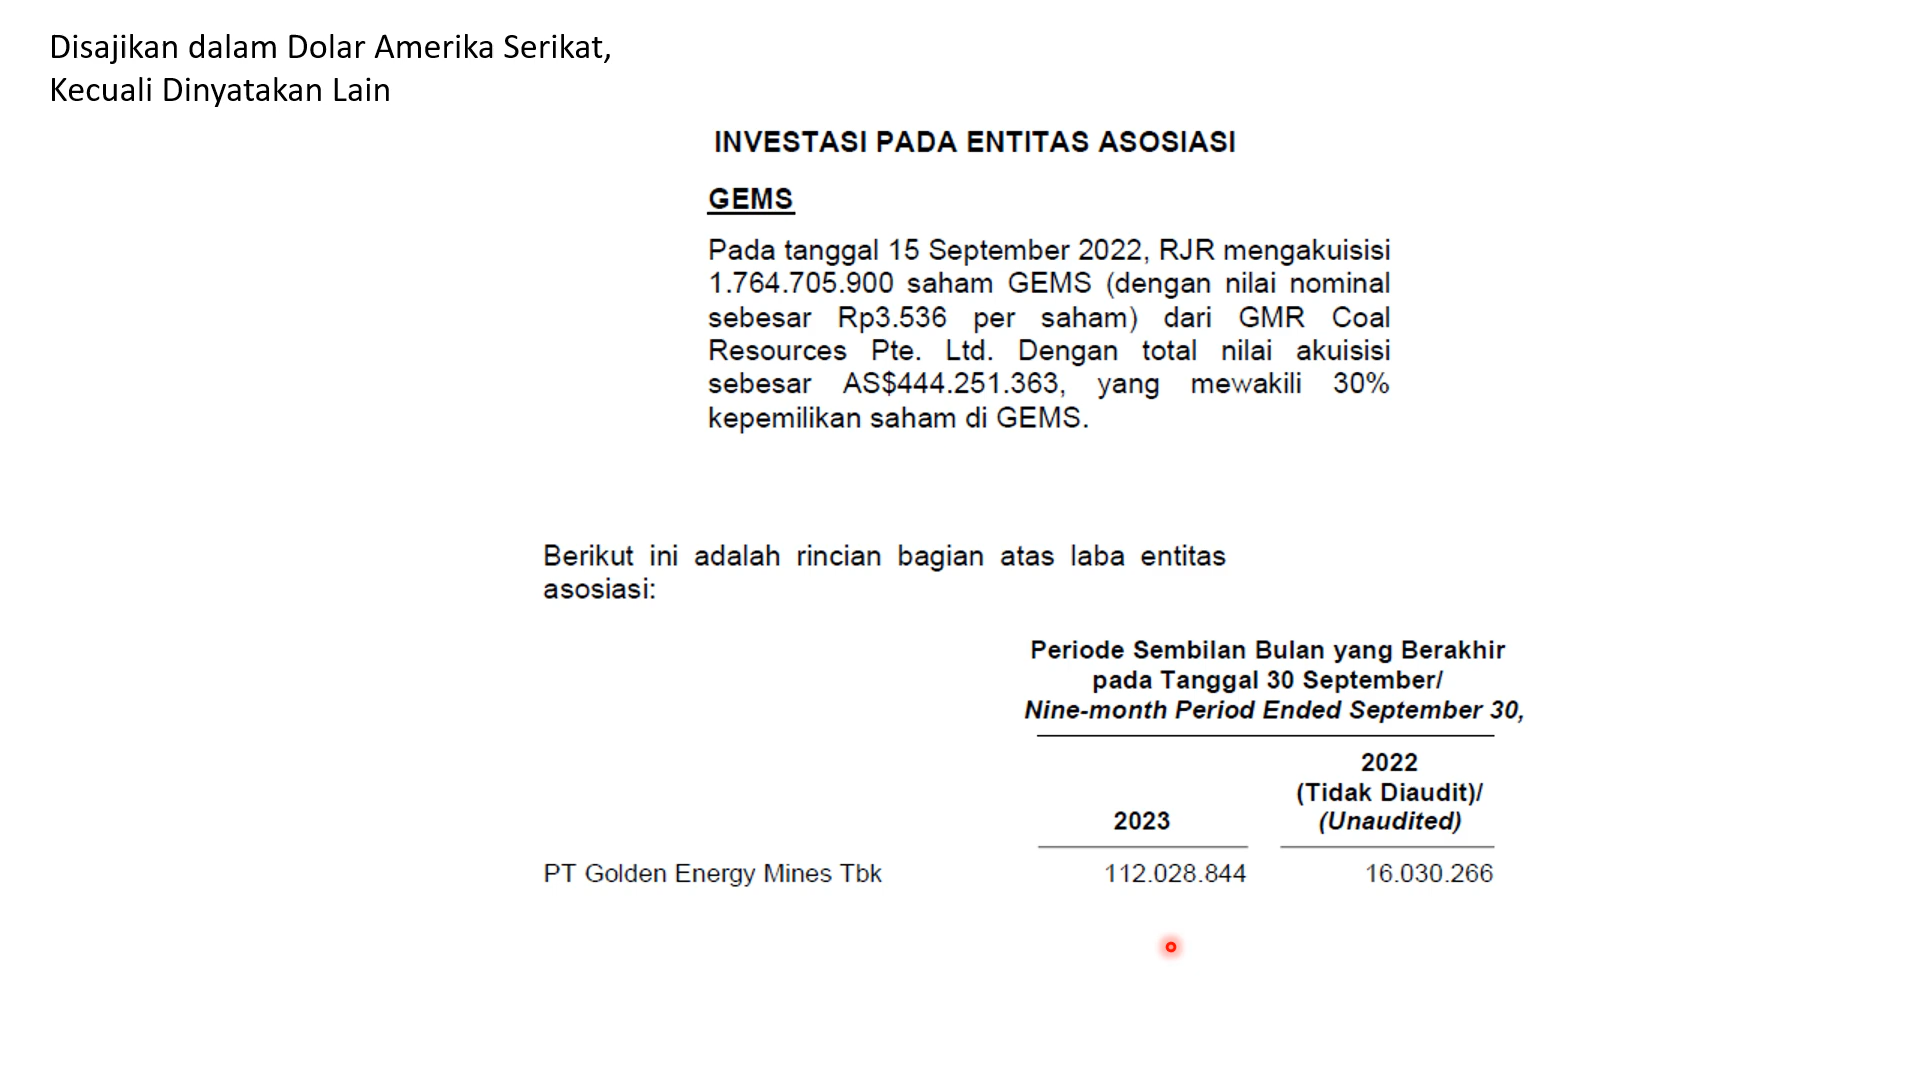 Disajikan dalam Dolar Amerika Serikat,
Kecuali Dinyatakan Lain
INVESTASI PADA ENTITAS ASOSIASI
GEMS
Pada tanggal 15 September 2022, RJR mengakuisisi
1.764.705.900 saham GEMS (dengan nilai nominal
sebesar Rp3.536 per saham) dari GMR Coal
Resources Pte. Ltd. Dengan total nilai akuisisi
sebesar AS$444.251.363, yang mewakili 30%
kepemilikan saham di GEMS.
Berikut ini adalah rincian bagian atas laba entitas
asosiasi:
Periode Sembilan Bulan yang Berakhir
pada Tanggal 30 September/
Nine-month Period Ended September 30,
2022
(Tidak Diaudit)/
2023 (Unaudited)
PT Golden Energy Mines Tbk 112.028.844 16.030.266